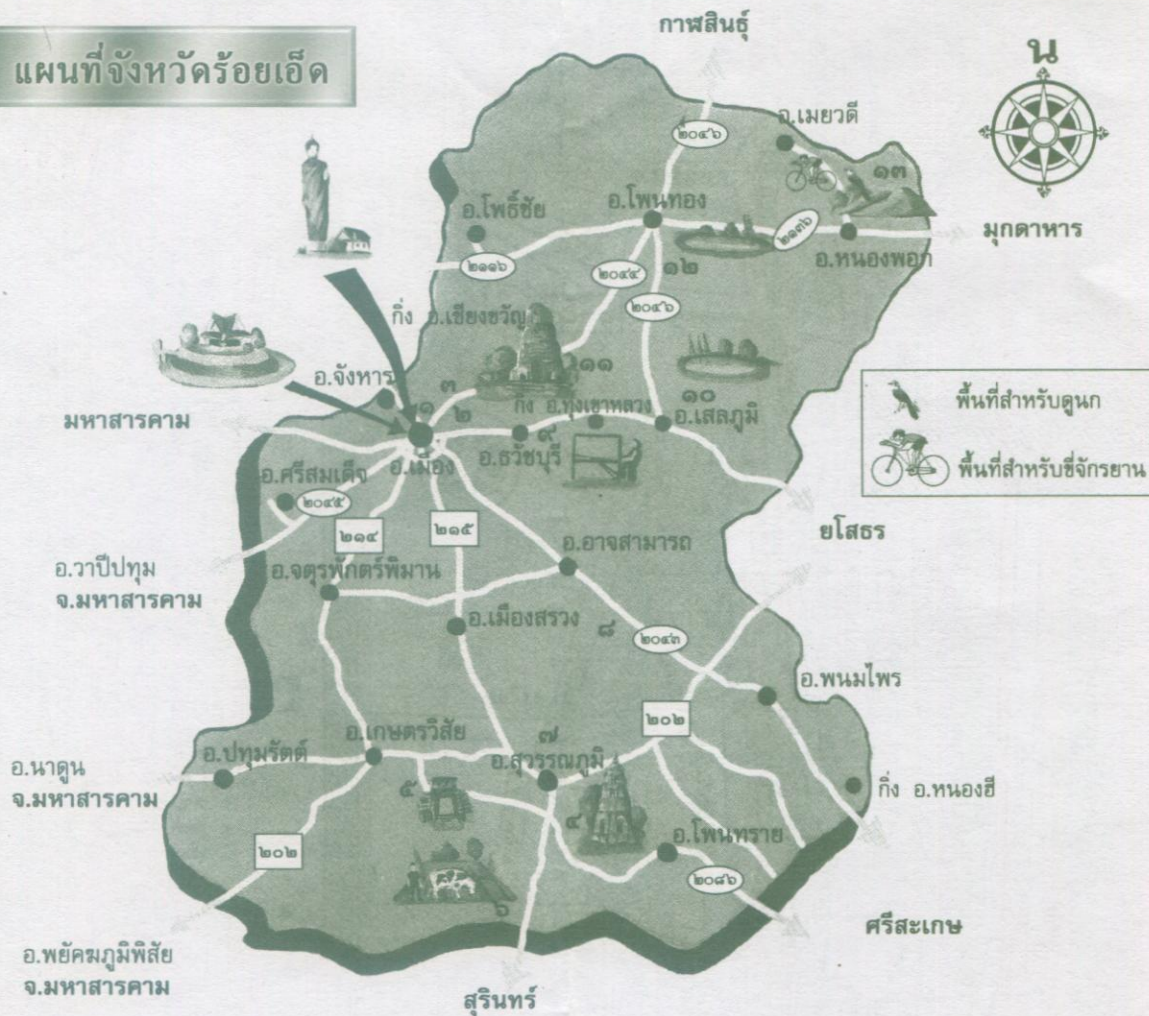 แผนที่จังหวัดร้อยเอ็ด
กาฬสินธุ์
น
๒๐๔๖
อ.เมยวดี
๑๓
อ.โพธิ์ชัย
อ.โพนทอง
๒๑๓๖
มุกดาหาร
๒๑๑๖
๒๐๔๔
๑๒
อ.หนองพอก
๒๐๔๖
กิ่ง อ.เชียงขวัญ
๑๑
อ.จังหาร
๓
๑
๒
๑๐
มหาสารคาม
กิ่ง อ.ทุ่งเขาหลวง
อ.เสลภูมิ
พื้นที่สำหรับดูนก
อ.เมือง
อ.ธวัชบุรี
๙
พื้นที่สำหรับขี่จักรยาน
อ.ศรีสมเด็จ
๒๐๔๕
๒๑๔
๒๑๕
ยโสธร
อ.อาจสามารถ
อ.วาปีปทุม
จ.มหาสารคาม
อ.จตุรพักตร์พิมาน
อ.เมืองสรวง
๘
๒๐๔๓
อ.พนมไพร
๒๐๒
อ.เกษตรวิสัย
๗
อ.ปทุมรัตต์
อ.สุวรรณภูมิ
อ.นาดูน
จ.มหาสารคาม
๕
กิ่ง อ.หนองฮี
๔
อ.โพนทราย
๒๐๒
๒๐๘๖
๖
ศรีสะเกษ
อ.พยัคฆภูมิพิสัย
จ.มหาสารคาม
สุรินทร์